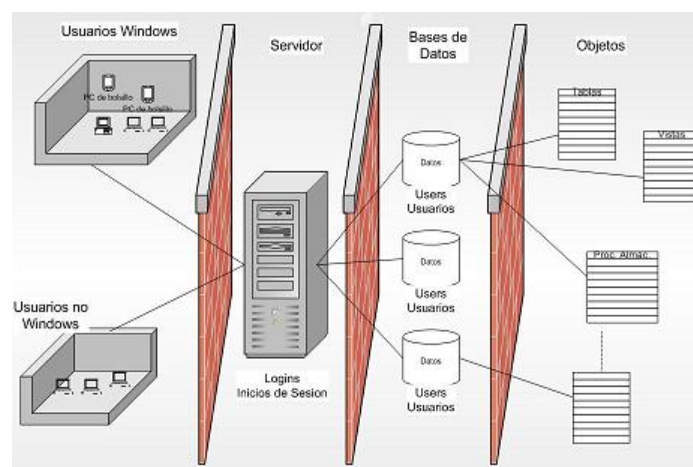 Usuarios Windows
Servidor
Bases de
Datos
Objetos
PC de bolsillo
PC de bolsillo
Tablas
Vistas
Datos
Users
Usuarios
Proc. Almac
Datos
Users
Usuarios
Usuarios no
Windows
Datos
Users
Usuarios
Logins
Inicios de Sesion